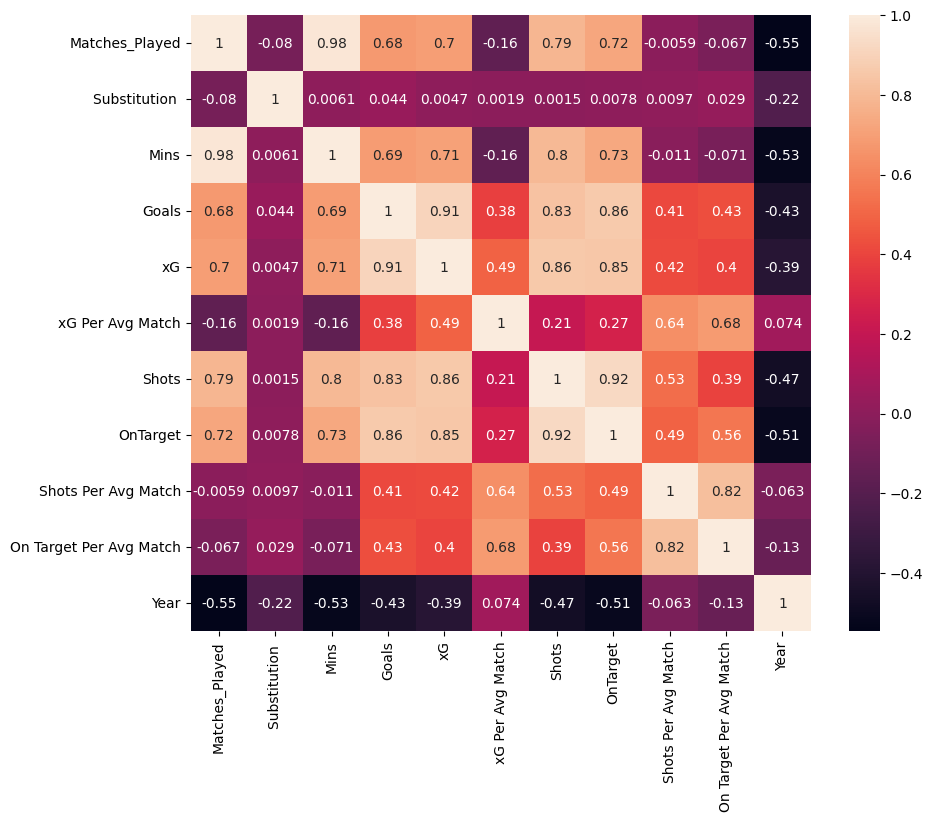 Matches_Played 1 -0.08 0.98 0.68 0.7 -0.16 0.79 0.72 -0.0059 -0.067 -0.55
Substitution -0.08 1 0.0061 0.044 0.0047 0.0019 0.0015 0.0078 0.0097 0.029 -0.22
Mins 0.98 0.0061 1 0.69 0.71 -0.16 0.8 0.73 -0.011 -0.071 -0.53
Goals 0.68 0.044 0.69 1 0.91 0.38 0.83 0.86 0.41 0.43 -0.43
xG 0.7 0.0047 0.71 0.91 1 0.49 0.86 0.85 0.42 0.4 -0.39
xG Per Avg Match -0.16 0.0019 -0.16 0.38 0.49 1 0.21 0.27 0.64 0.68 0.074
Shots 0.79 0.0015 0.8 0.83 0.86 0.21 1 0.92 0.53 0.39 -0.47
OnTarget 0.72 0.0078 0.73 0.86 0.85 0.27 0.92 1 0.49 0.56 -0.51
Shots Per Avg Match -0.0059 0.0097 -0.011 0.41 0.42 0.64 0.53 0.49 1 0.82 -0.063
On Target Per Avg Match -0.067 0.029 -0.071 0.43 0.4 0.68 0.39 0.56 0.82 1 -0.13
Year -0.55 -0.22 -0.53 -0.43 -0.39 0.074 -0.47 -0.51 -0.063 -0.13 1
Matches_Played
Substitution
Mins
Goals
xG
xG Per Avg Match
Shots
OnTarget
Shots Per Avg Match
On Target Per Avg Match
Year
1.0
0.8
0.6
0.4
0.2
0.0
−0.2
−0.4